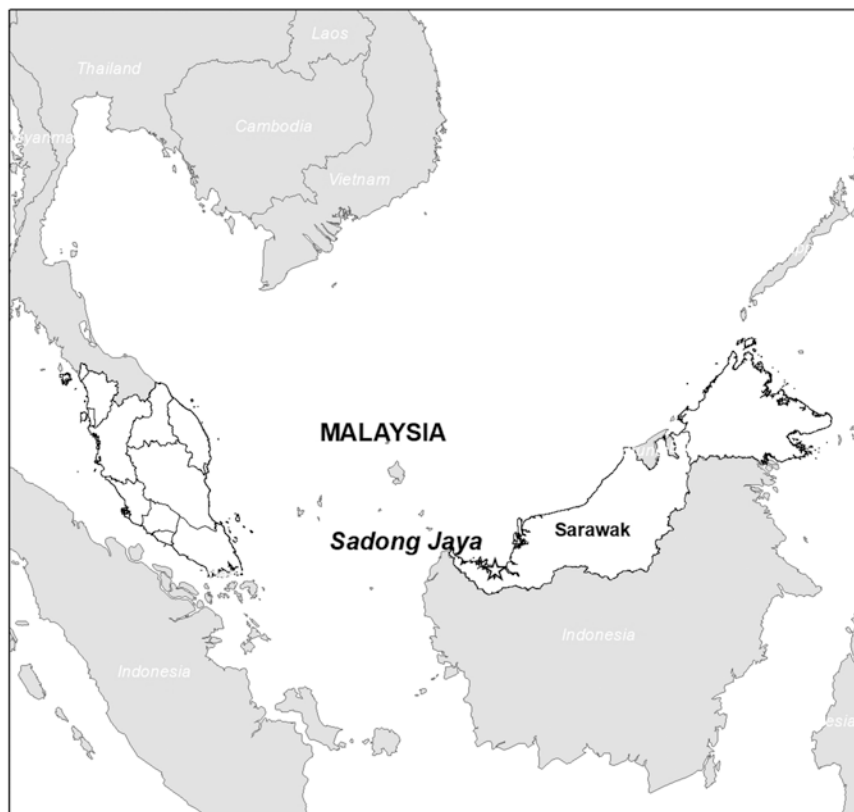 Laos
Thailand
Cambodia
Vietnam
MALAYSIA
Sadong Jaya
Sarawak
Indonesia
Indonesia